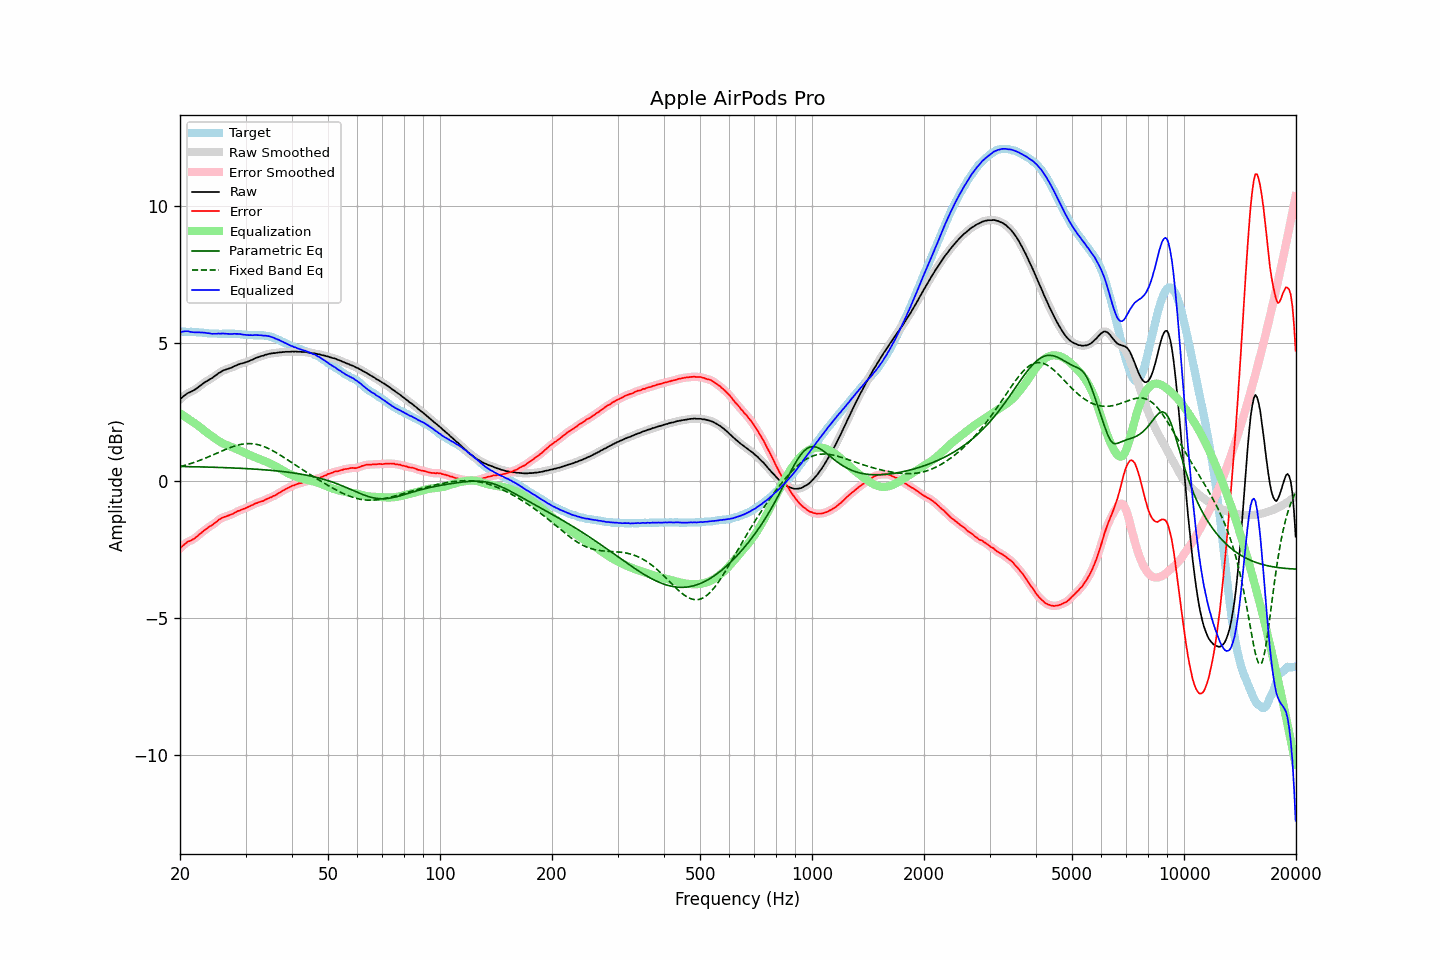 Apple AirPods Pro
Target
Raw Smoothed
Error Smoothed
Raw
Error
Equalization
Parametric Eq
Fixed Band Eq
Equalized
10
5
0
−5
−10
Amplitude (dBr)
20
50
100
200
500
1000
2000
5000
10000
20000
Frequency (Hz)